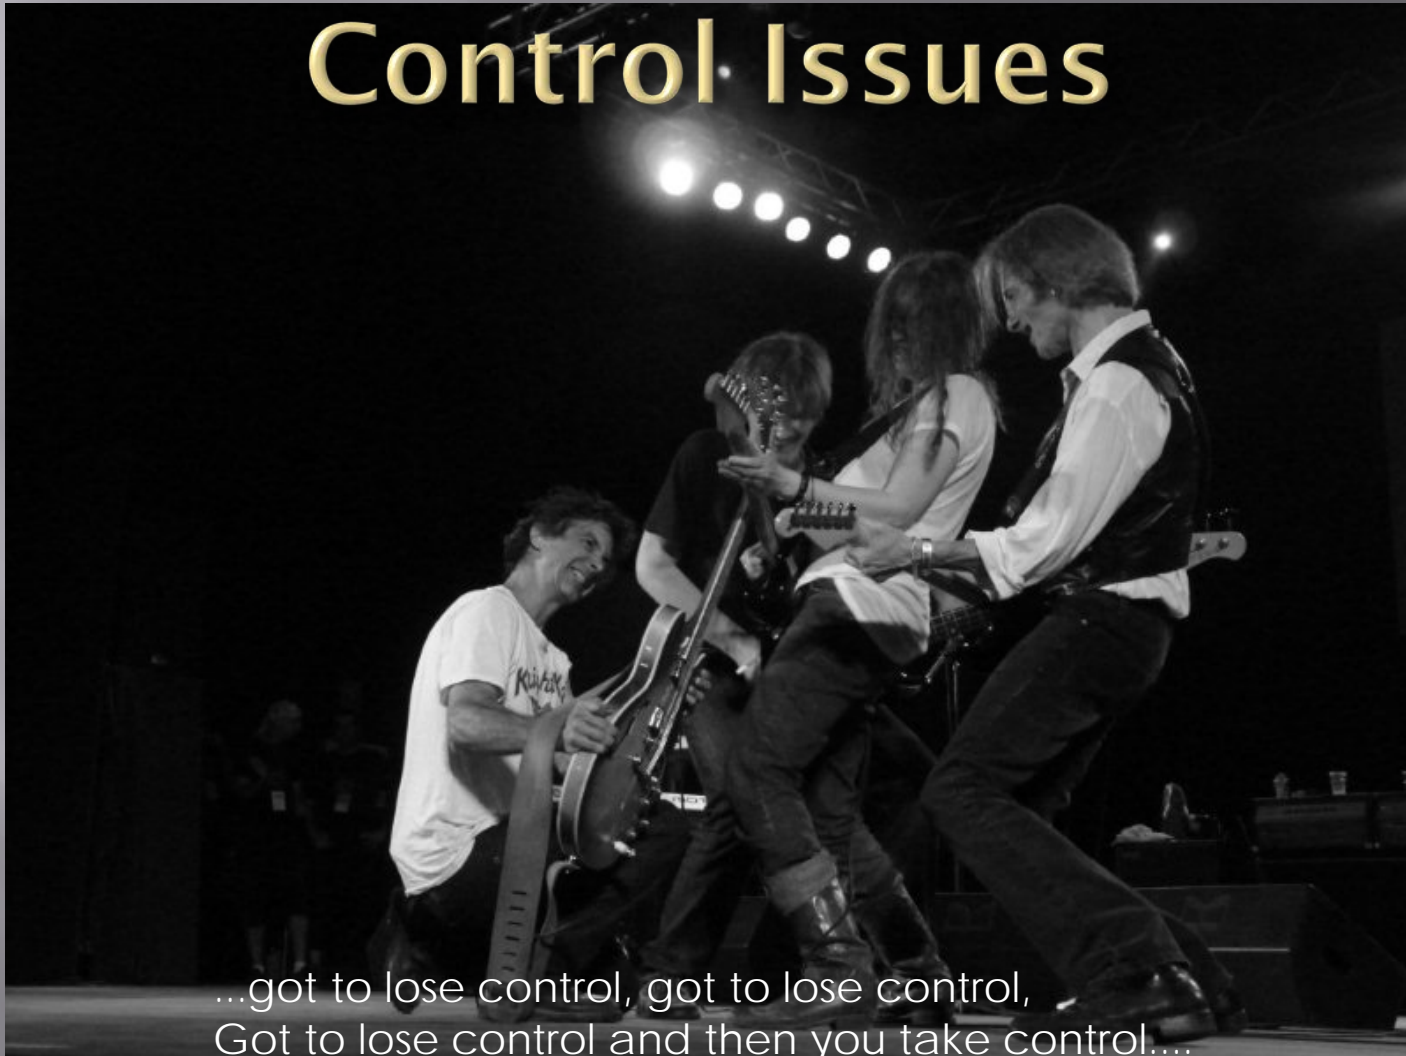 Control Issues
...got to lose control, got to lose control,
Got to lose control and then you take control....